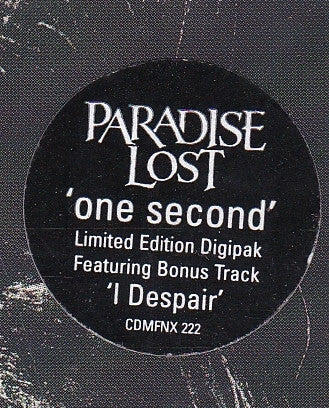 PARADISE
LOST
'one second'
Limited Edition Digipak
Featuring Bonus Track
'I Despair'
CDMFNX 222